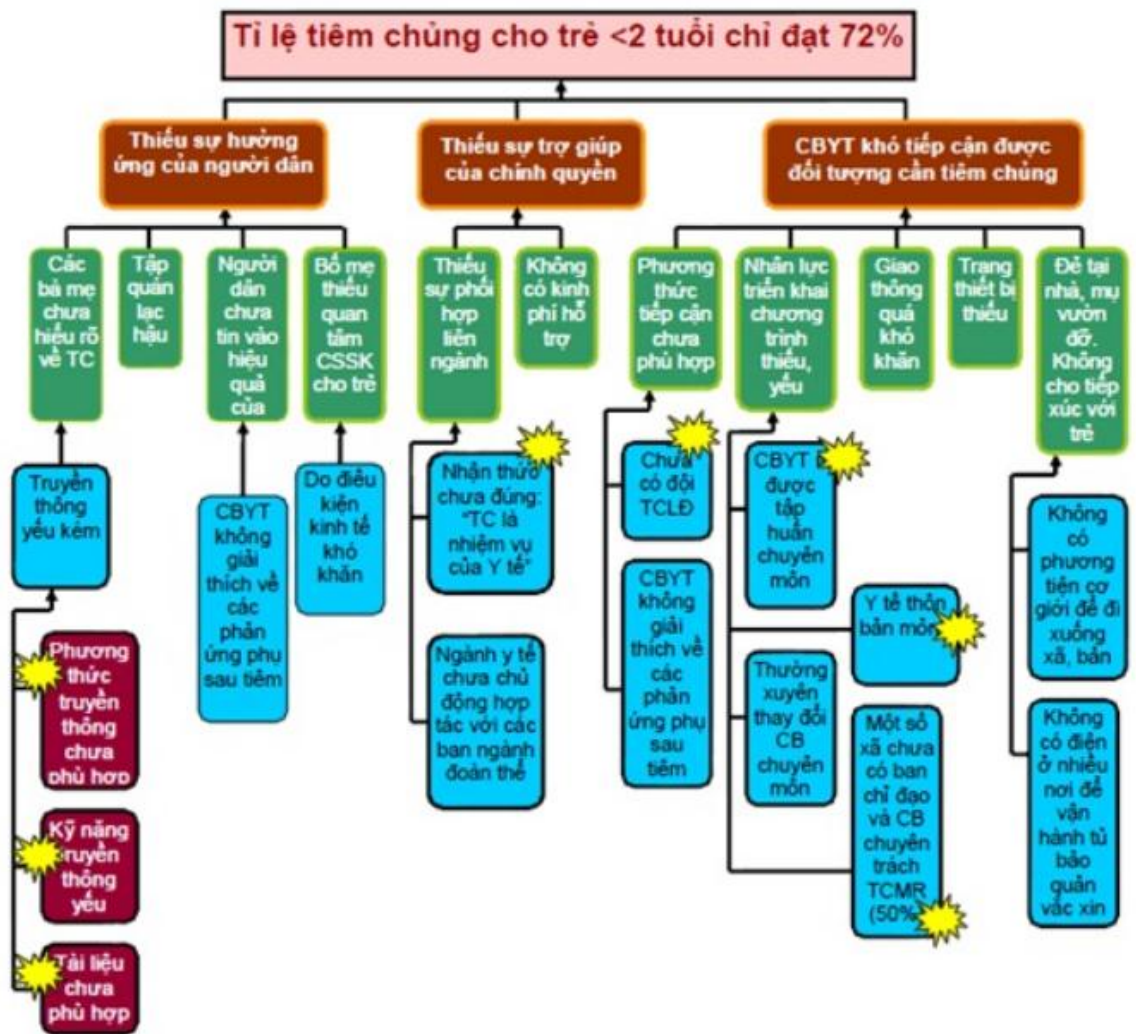 Tỉ lệ tiêm chủng cho trẻ <2 tuổi chỉ đạt 72%
Thiếu sự hưởng
ứng của người dân
Thiếu sự trợ giúp
của chính quyền
CBYT khó tiếp cận được
đối tượng cần tiêm chủng
Các
bà mẹ
chưa
hiểu rõ
về TC
Tập
quán
lạc
hậu
Người
dân
chưa
tin vào
hiệu
quả của
Bố mẹ
thiếu
quan
tâm
CSSK
cho trẻ
Thiếu
sự phối
hợp
liên
ngành
Không
có kinh
phí hỗ
trợ
Phương
thức
tiếp cận
chưa
phù hợp
Nhân lực
triển khai
chương
trình
thiếu,
yếu
Giao
thông
quá khó
khăn
Trang
thiết bị
thiếu
Đẻ tại
nhà, mụ
vườn
đỡ.
Không
cho tiếp
xúc với
trẻ
Truyền
thông
yếu kém
CBYT
không
giải
thích về
các
phản
ứng phụ
sau tiêm
Do điều
kiện
kinh tế
khó
khăn
Nhận thức
chưa đúng:
"TC là
nhiệm vụ
của Y tế"
Ngành y tế
chưa chủ
động hợp
tác với các
ban ngành
đoàn thể
Chưa
có đội
TCLĐ
CBYT
không
giải
thích về
các
phản
ứng phụ
sau
tiêm
CBYT
được
tập
huấn
chuyên
môn
Thường
xuyên
thay đổi
CB
chuyên
môn
Y tế thôn
bản mỏng
Một số
xã chưa
có ban
chỉ đạo
và CB
chuyên
trách
TCMR
(50%
Không
có
phương
tiện cơ
giới để đi
xuống
xã, bản
Không
có điện
ở nhiều
nơi để
vận
hành tủ
bảo
quản
vắc xin
Phương
thức
truyền
thông
chưa
phù hợp
Kỹ năng
truyền
thông
yếu
Tài liệu
chưa
phù hợp